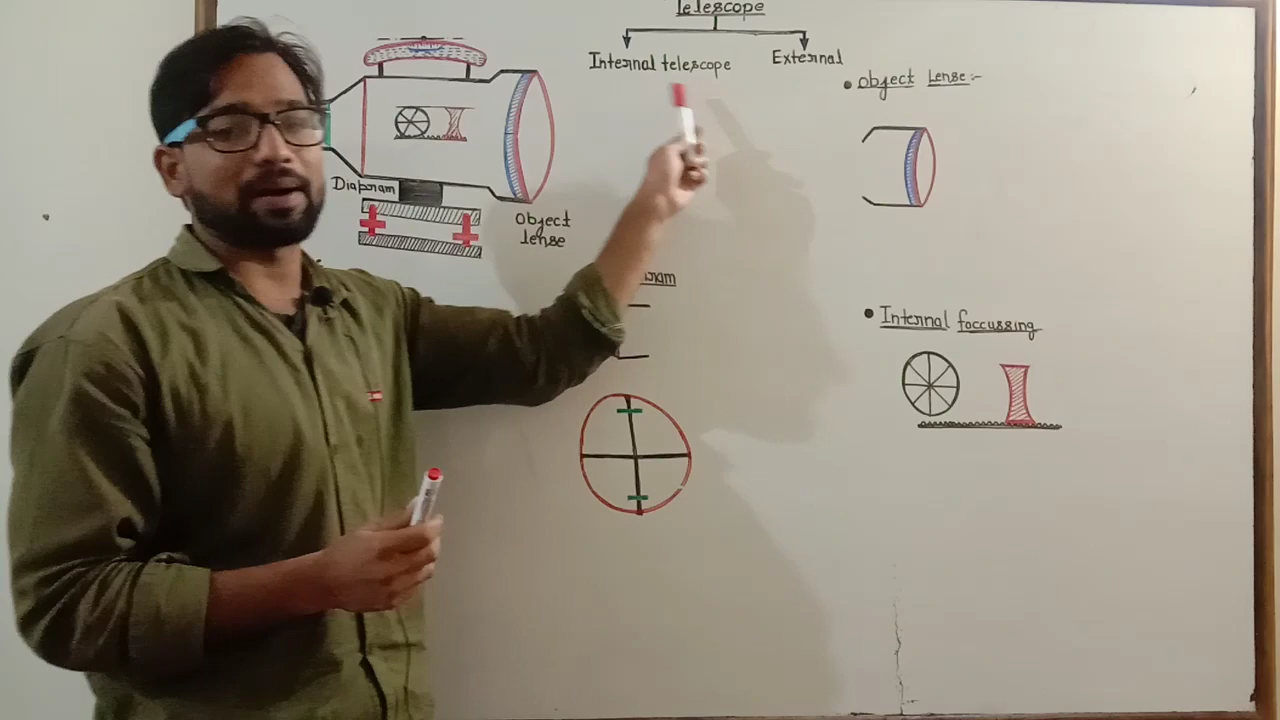 Telescope
Internal telescope
External
Object Lense :-
Diapram
Object
lense
Internal foccussing